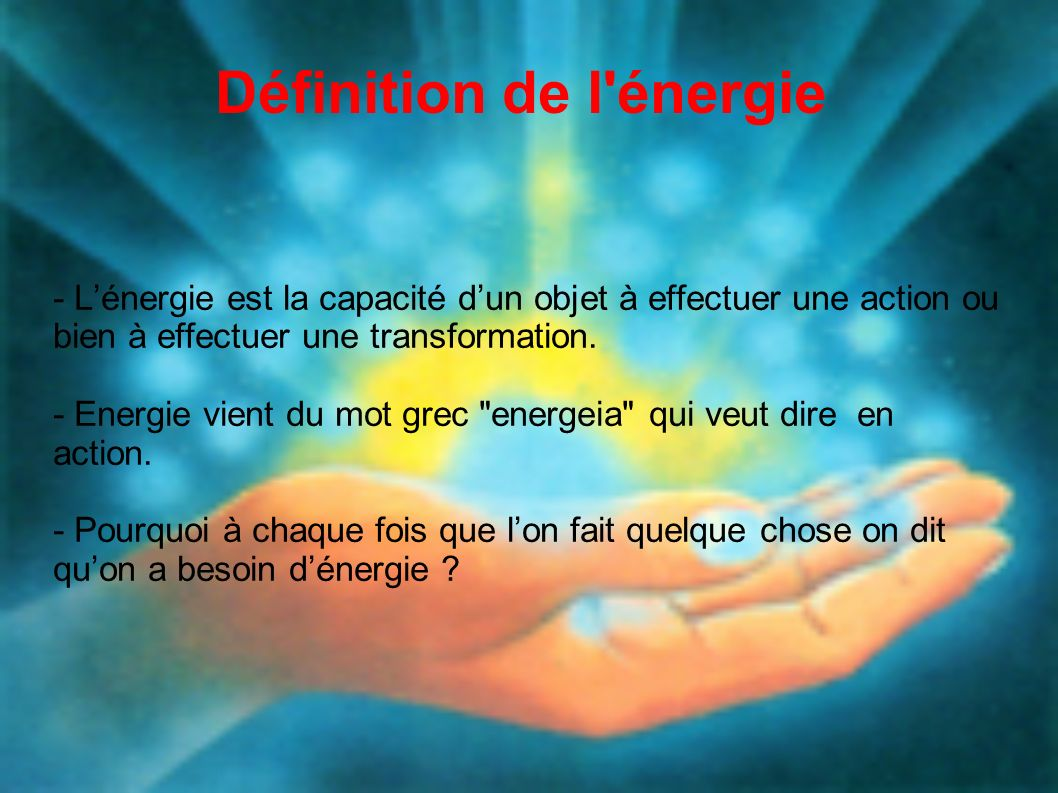 Définition de l'énergie
- L’énergie est la capacité d’un objet à effectuer une action ou
bien à effectuer une transformation.
- Energie vient du mot grec "energeia" qui veut dire  en
action.
- Pourquoi à chaque fois que l’on fait quelque chose on dit
qu’on a besoin d’énergie ?